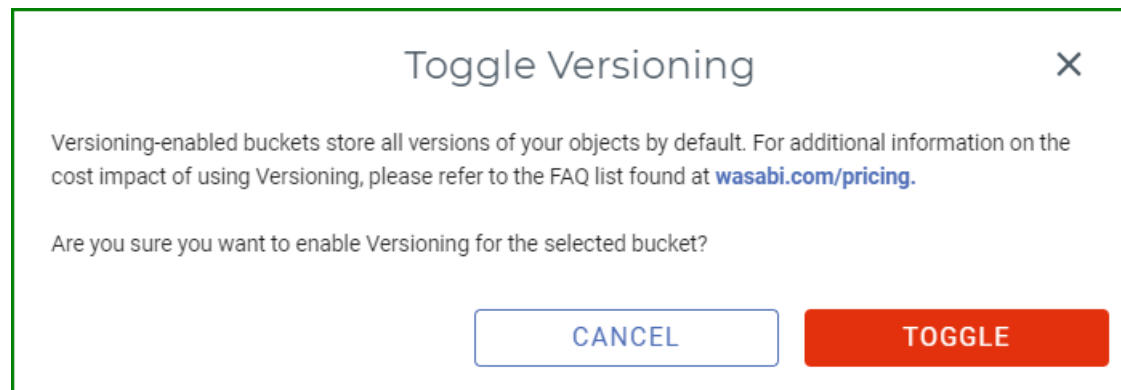 Toggle Versioning
Versioning-enabled buckets store all versions of your objects by default. For additional information on the
cost impact of using Versioning, please refer to the FAQ list found at wasabi.com/pricing.
Are you sure you want to enable Versioning for the selected bucket?
CANCEL
TOGGLE